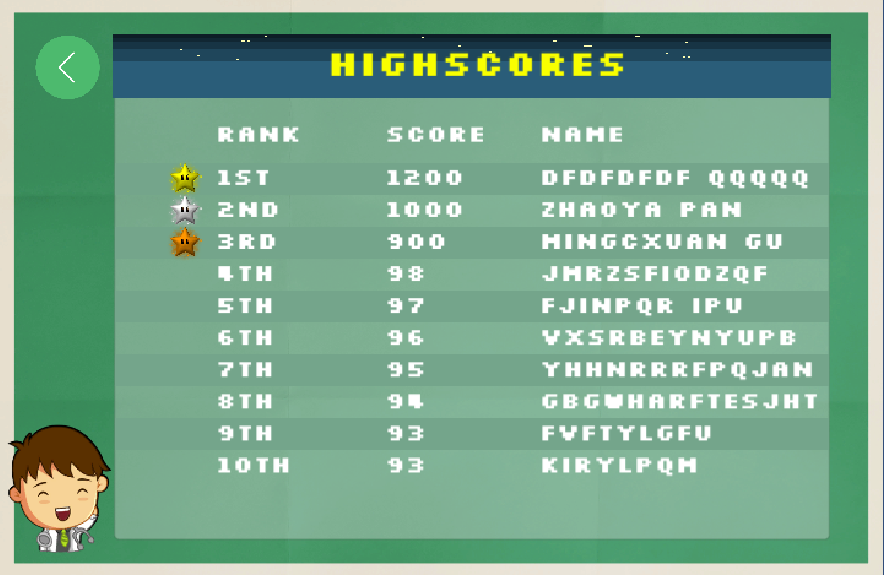 HIGHSCORES
RANK SCORE NAME
1ST 1200 DFDFDFDF QQQQQ
2ND 1000 ZHAOYA PAN
3RD 900 MINGCXUAN GU
4TH 98 JMRZSFIODZQF
5TH 97 FJINPQR IPU
6TH 96 VXSRBEYNYUPB
7TH 95 YHHNRRRFPQJAN
8TH 94 GBGWHARFTESJHT
9TH 93 FVFTYLGFU
10TH 93 KIRYLPQM